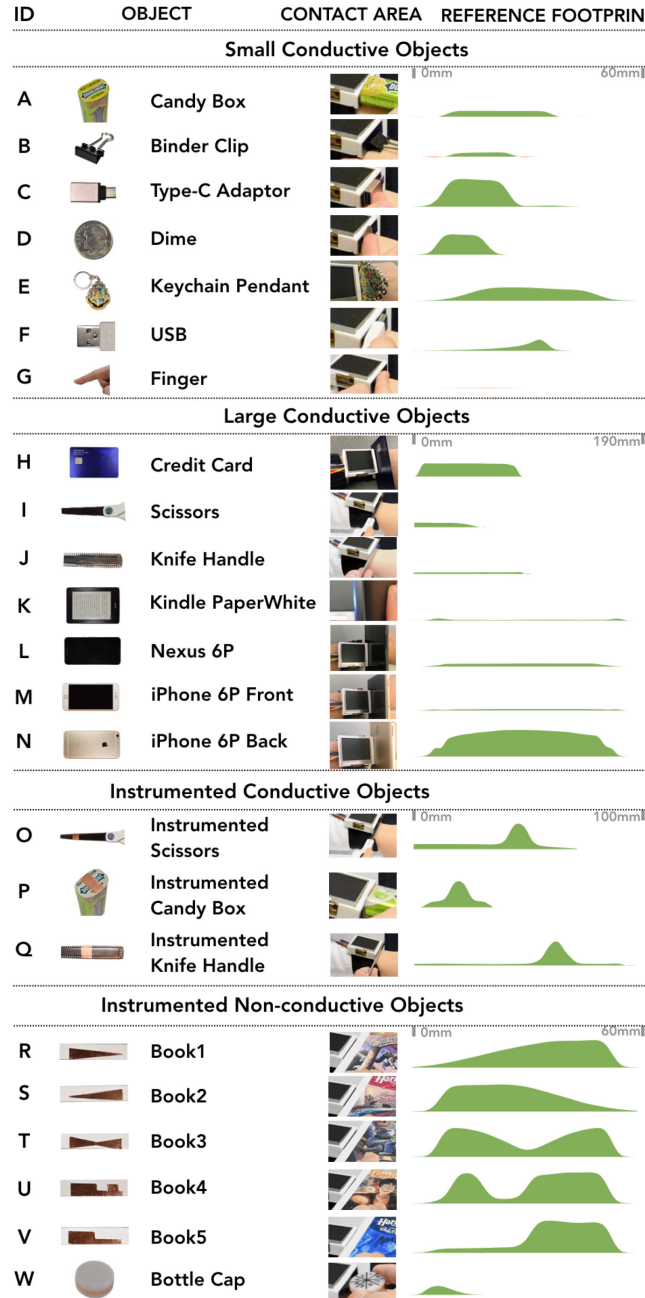 ID OBJECT CONTACT AREA REFERENCE FOOTPRIN
Small Conductive Objects
0mm 60mm
A Candy Box
B Binder Clip
C Type-C Adaptor
D Dime
E Keychain Pendant
F USB
G Finger
Large Conductive Objects
0mm 190mm
H Credit Card
I Scissors
J Knife Handle
K Kindle PaperWhite
L Nexus 6P
M iPhone 6P Front
N iPhone 6P Back
Instrumented Conductive Objects
0mm 100mm
O Instrumented
Scissors
P Instrumented
Candy Box
Q Instrumented
Knife Handle
Instrumented Non-conductive Objects
0mm 60mm
R Book1
S Book2
T Book3
U Book4
V Book5
W Bottle Cap